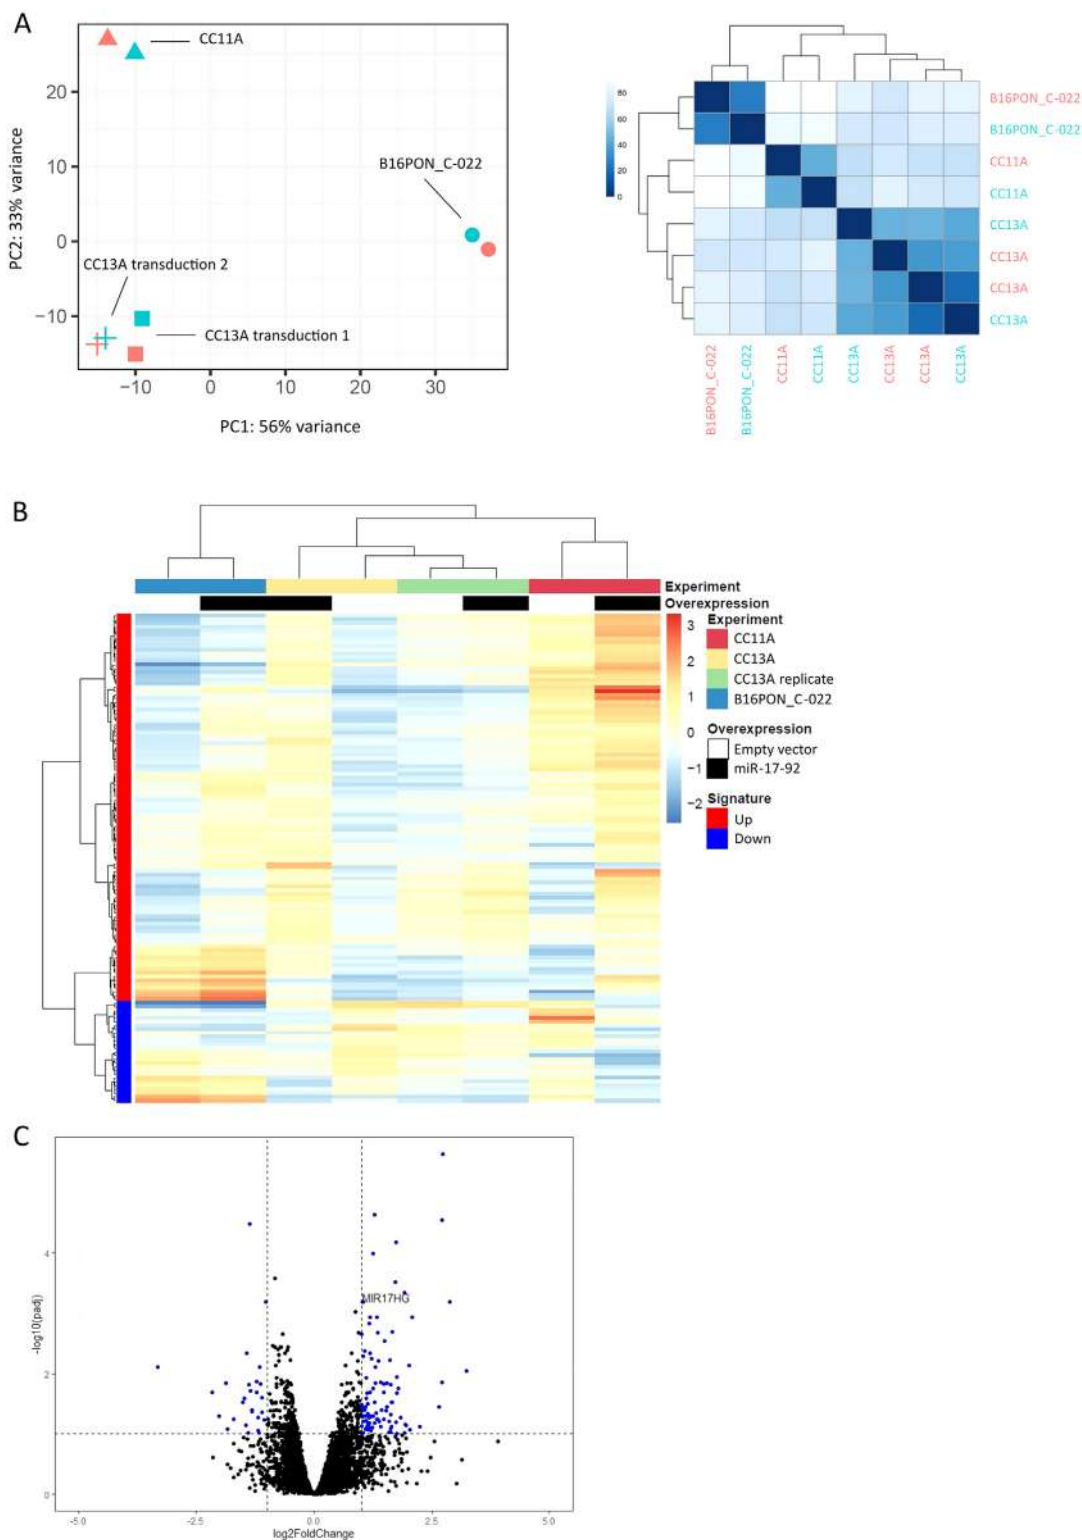 A
CC11A
B16PON_C-022
CC13A transduction 2
CC13A transduction 1
20
10
0
−10
−10
0
10
20
30
PC2: 33% variance
PC1: 56% variance
80
60
40
20
0
B16PON_C-022
B16PON_C-022
CC11A
CC11A
CC13A
CC13A
CC13A
CC13A
B16PON_C-022
B16PON_C-022
CC11A
CC11A
CC13A
CC13A
CC13A
CC13A
B
Experiment
Overexpression
3
2
1
0
−1
−2
Experiment
CC11A
CC13A
CC13A replicate
B16PON_C-022
Overexpression
Empty vector
miR-17-92
Signature
Up
Down
C
MIR17HG
4
2
0
-log10(padj)
-5.0
-2.5
0.0
2.5
5.0
log2FoldChange